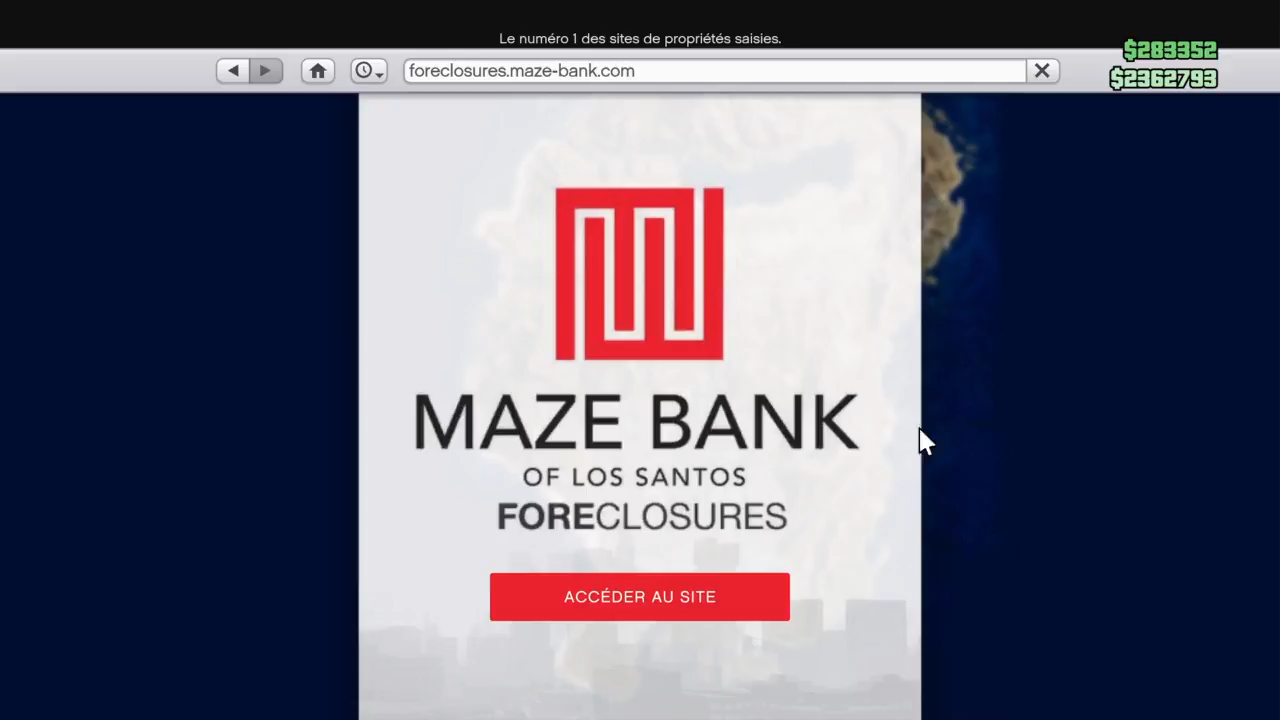 Le numéro 1 des sites de propriétés saisies.
$283352
foreclosures.maze-bank.com
$2362793
MAZE BANK
OF LOS SANTOS
FORECLOSURES
ACCÉDER AU SITE